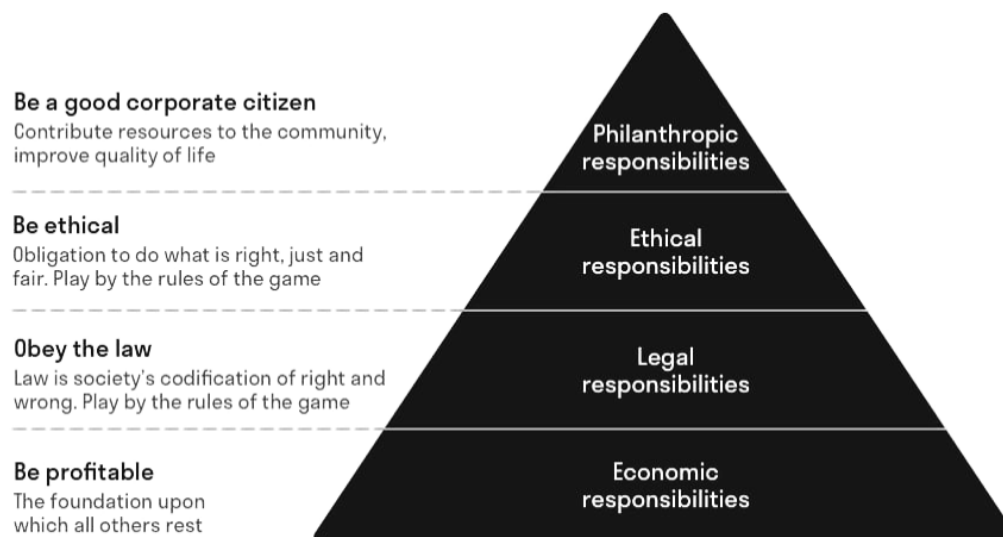 Be a good corporate citizen
Contribute resources to the community,
improve quality of life
Philanthropic
responsibilities
Be ethical
Obligation to do what is right, just and
fair. Play by the rules of the game
Ethical
responsibilities
Obey the law
Law is society's codification of right and
wrong. Play by the rules of the game
Legal
responsibilities
Be profitable
The foundation upon
which all others rest
Economic
responsibilities